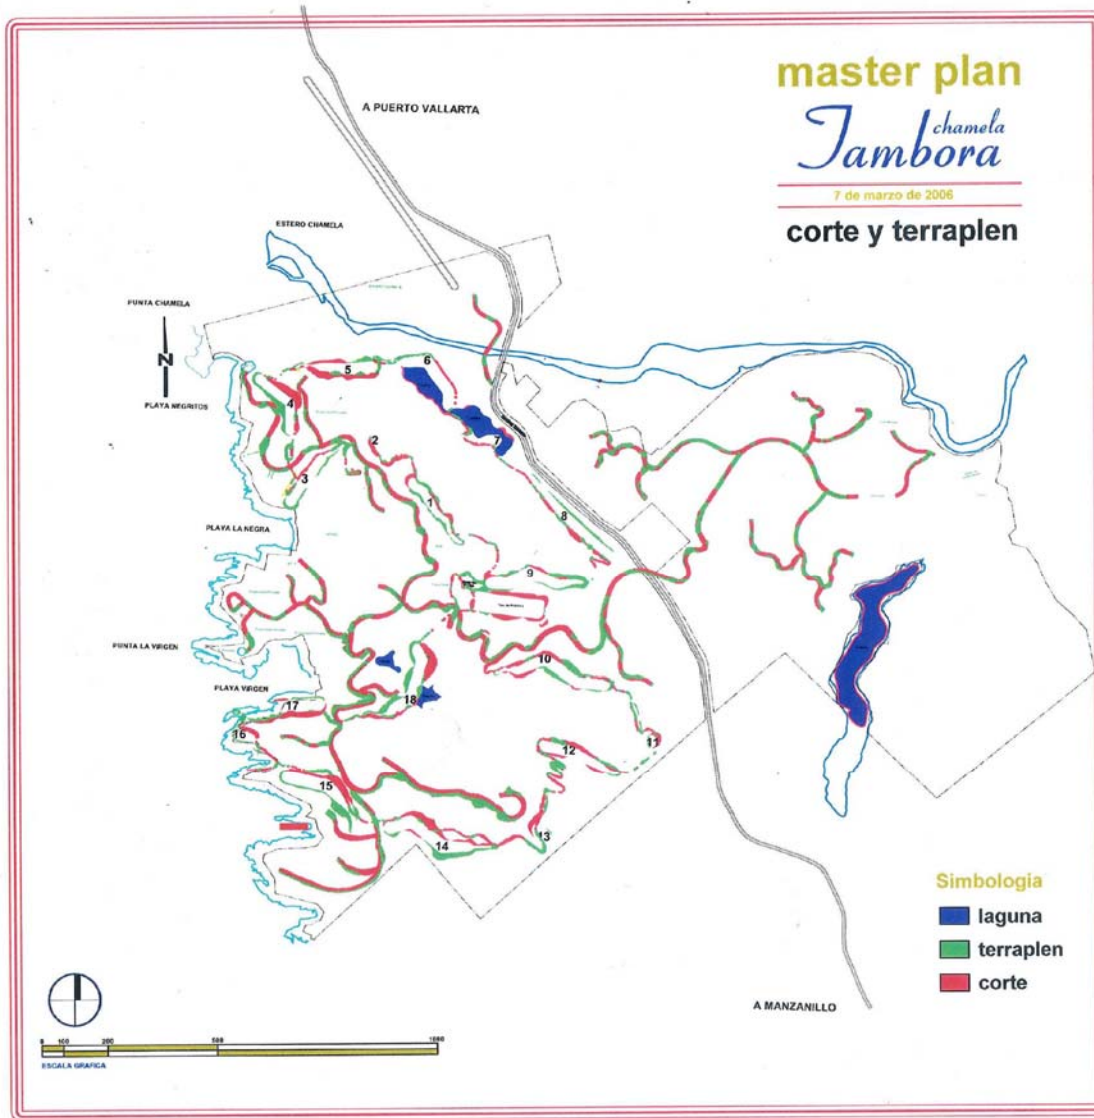 master plan
chamela
Tambora
7 de marzo de 2006
corte y terraplen
A PUERTO VALLARTA
ESTERO CHAMELA
PUNTA CHAMELA
N
PLAYA NEGRITOS
6
5
4
2
7
3
1
8
PLAYA LA NEGRA
9
PUNTA LA VIRGEN
10
PLAYA VIRGEN
18
17
16
11
12
15
13
14
Simbologia
laguna
terraplen
corte
A MANZANILLO
0 100 200 500 1000
ESCALA GRAFICA